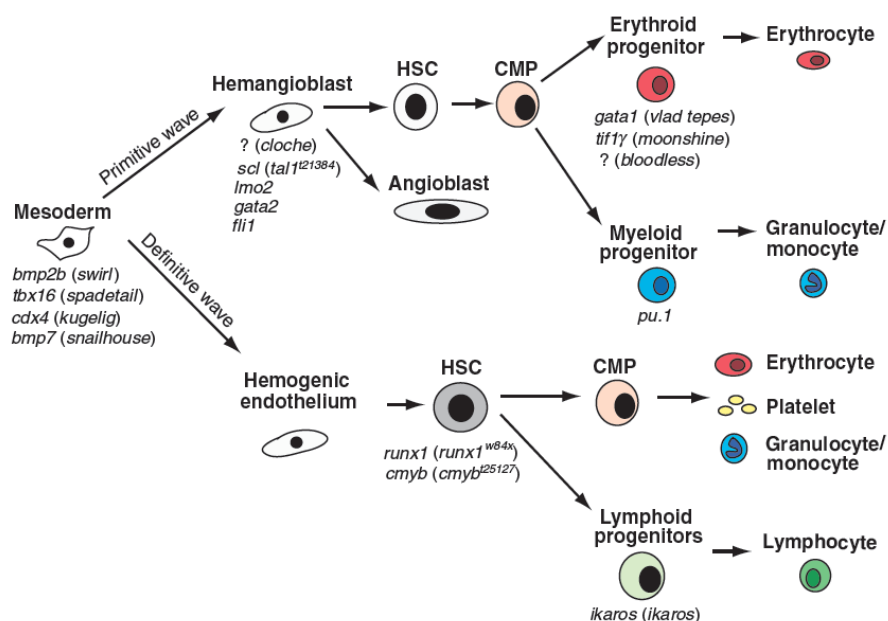 Erythroid
progenitor
Erythrocyte
gata1 (vlad tepes)
tif1γ (moonshine)
? (bloodless)
HSC
CMP
Hemangioblast
? (cloche)
scl (tal1t21384)
lmo2
gata2
fli1
Primitive wave
Angioblast
Mesoderm
bmp2b (swirl)
tbx16 (spadetail)
cdx4 (kugelig)
bmp7 (snailhouse)
Definitive wave
Myeloid
progenitor
pu.1
Granulocyte/
monocyte
Hemogenic
endothelium
HSC
runx1 (runx1w84x)
cmyb (cmybt25127)
CMP
Erythrocyte
Platelet
Granulocyte/
monocyte
Lymphoid
progenitors
ikaros (ikaros)
Lymphocyte